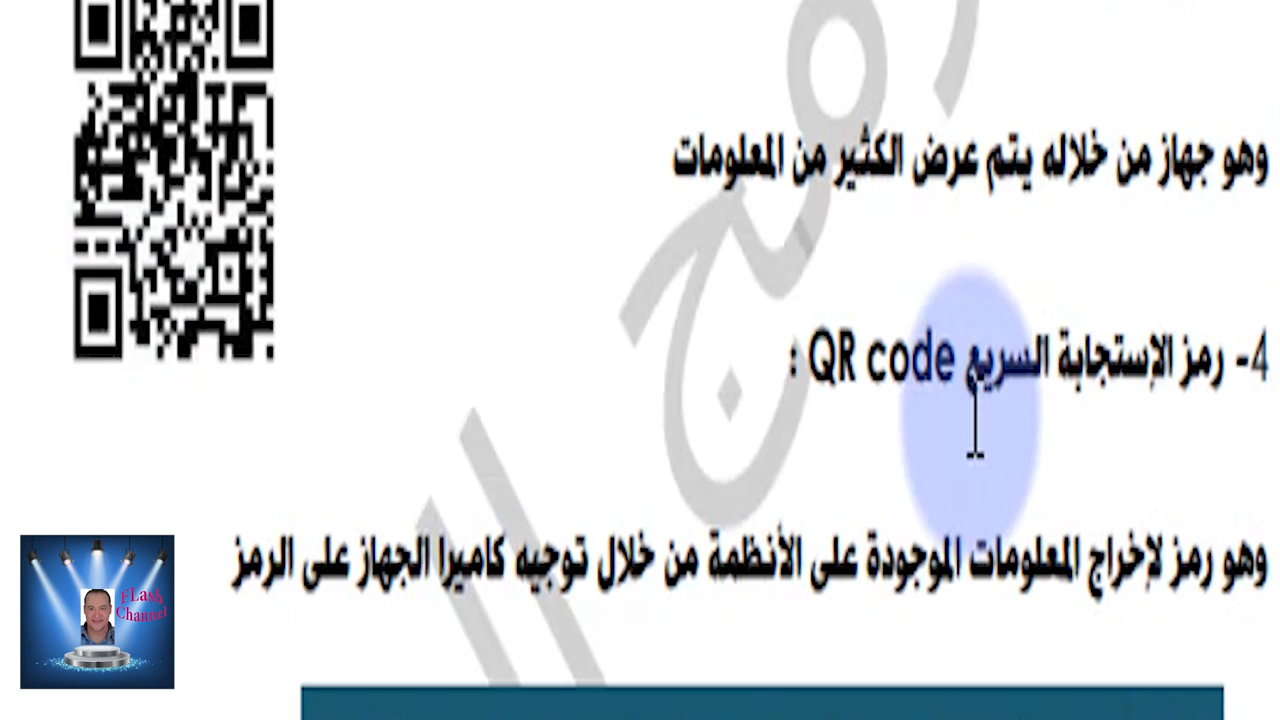 وهو جهاز من خلاله يتم عرض الكثير من المعلومات
4- رمز الإستجابة السريع QR code :
وهو رمز لإخراج المعلومات الموجودة على الأنظمة من خلال توجيه كاميرا الجهاز على الرمز
FLash
Channel